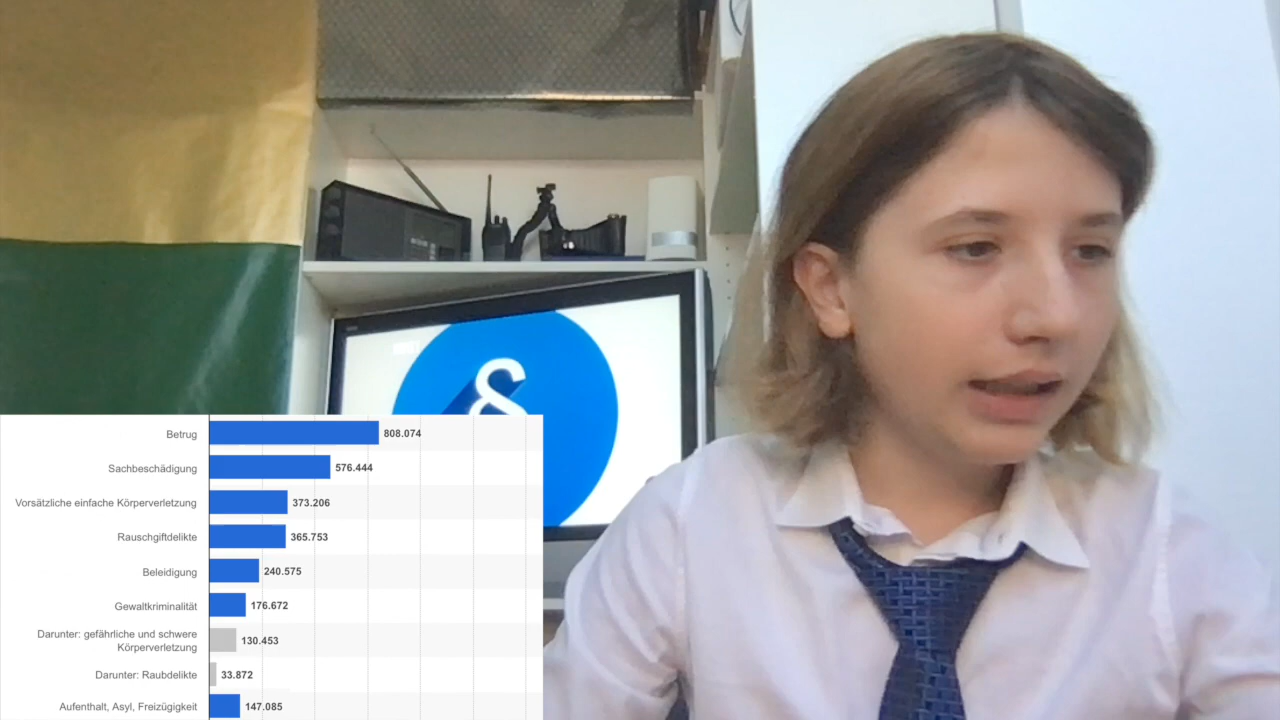 &
Betrug 808.074
Sachbeschädigung 576.444
Vorsätzliche einfache Körperverletzung 373.206
Rauschgiftdelikte 365.753
Beleidigung 240.575
Gewaltkriminalität 176.672
Darunter: gefährliche und schwere
Körperverletzung 130.453
Darunter: Raubdelikte 33.872
Aufenthalt, Asyl, Freizügigkeit 147.085